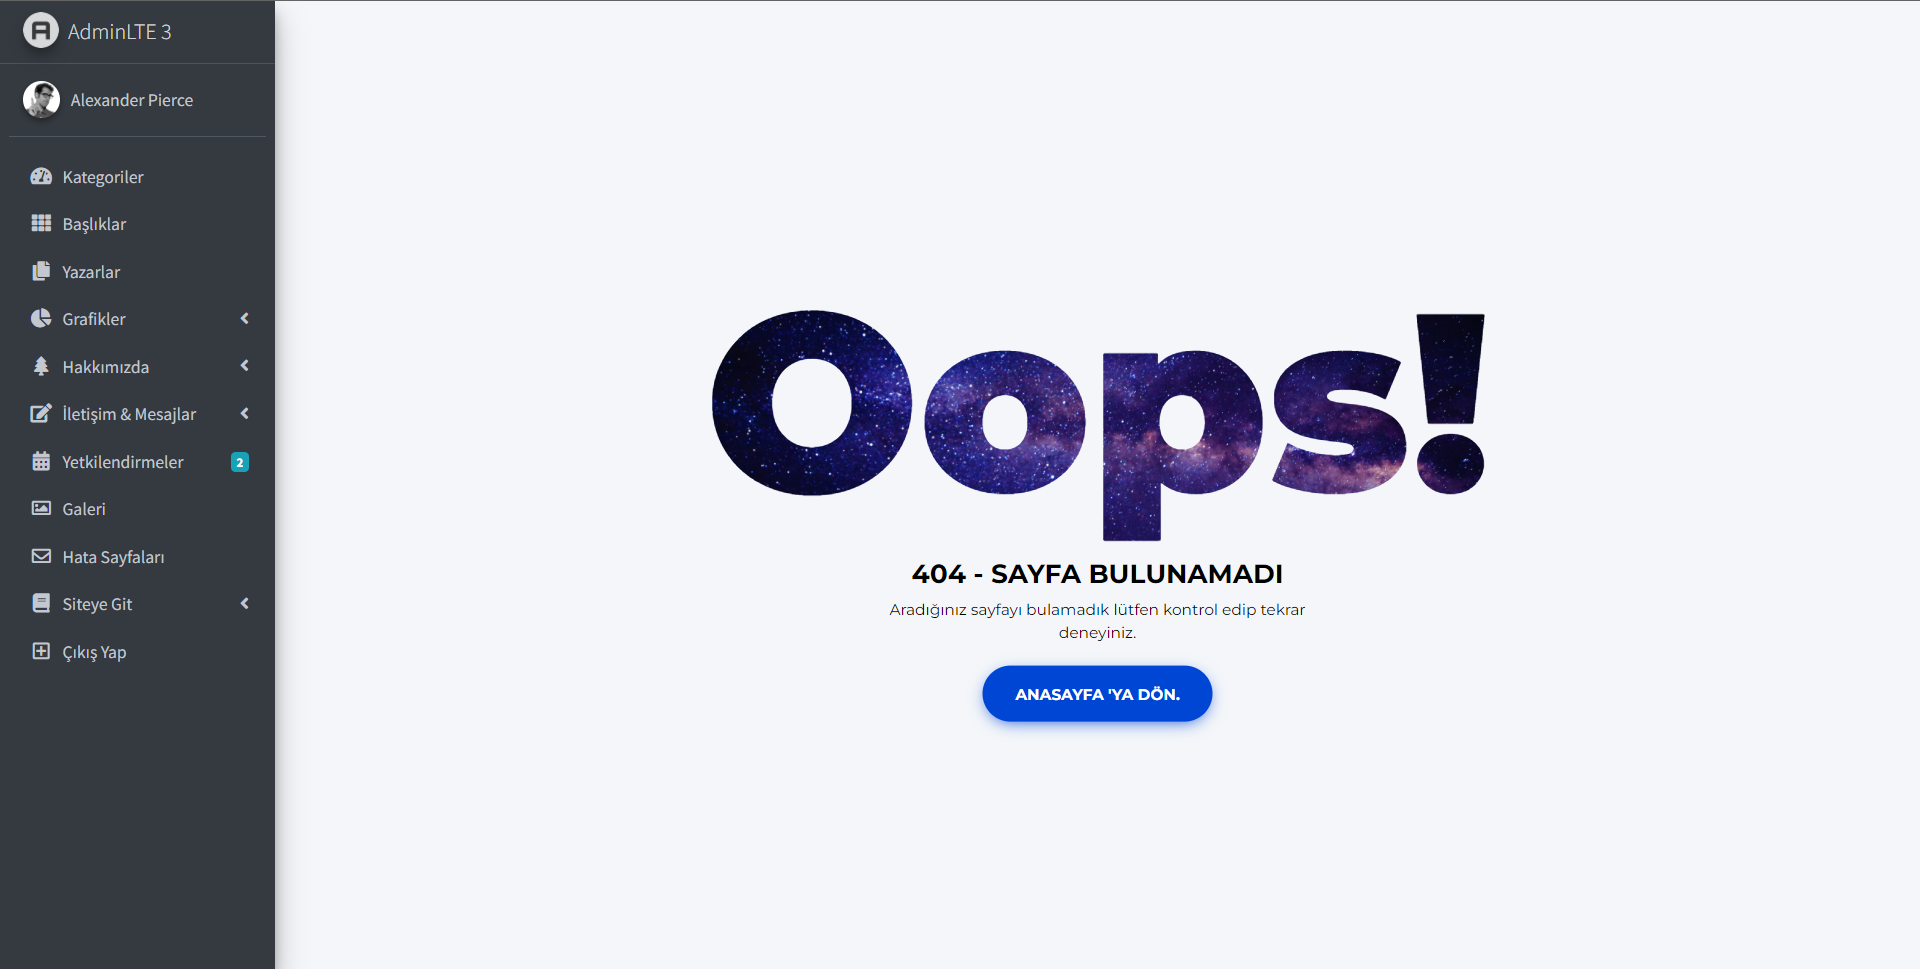 AdminLTE 3
Alexander Pierce
Kategoriler
Başlıklar
Yazarlar
Grafikler
Hakkımızda
İletişim & Mesajlar
Yetkilendirmeler 2
Galeri
Hata Sayfaları
Siteye Git
Çıkış Yap
Oops!
404 - SAYFA BULUNAMADI
Aradığınız sayfayı bulamadık lütfen kontrol edip tekrar
deneyiniz.
ANASAYFA 'YA DÖN.